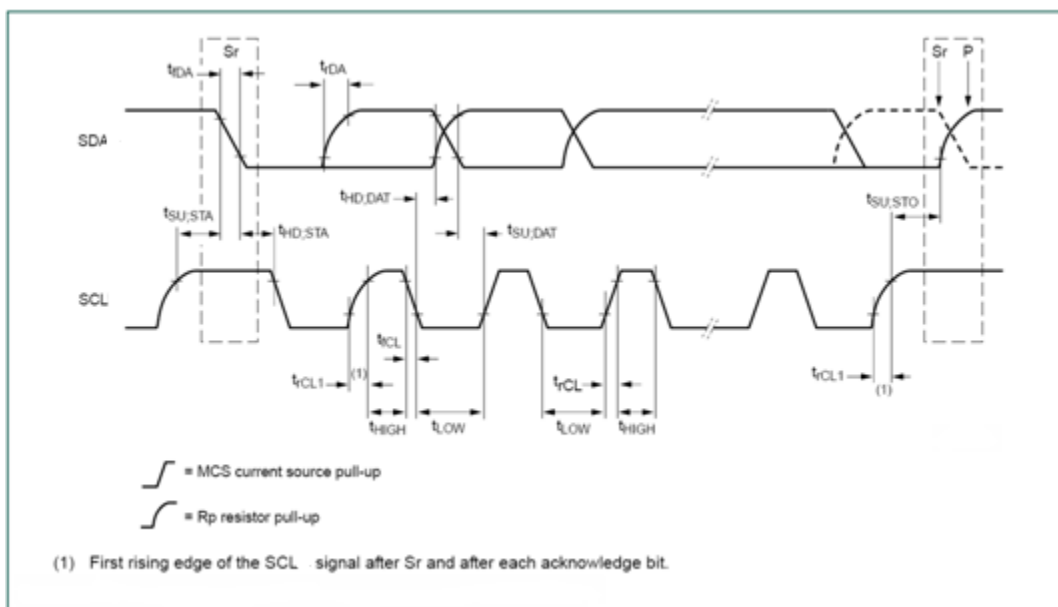 Sr
Sr P
tfDA
trDA
SDA
tHD;DAT
tSU;STO
tSU;STA
tHD;STA
tSU;DAT
SCL
tfCL
trCL1
(1)
trCL
trCL1
(1)
tHIGH
tLOW
tLOW
tHIGH
= MCS current source pull-up
= Rp resistor pull-up
(1) First rising edge of the SCL signal after Sr and after each acknowledge bit.